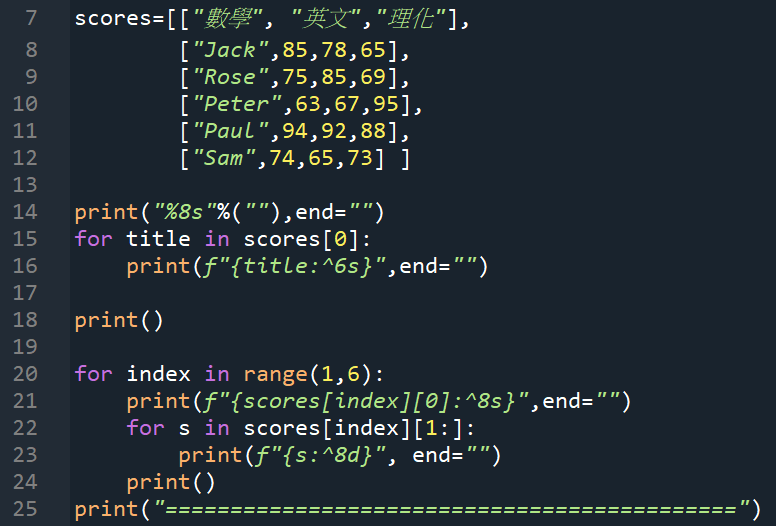 7 scores=[["數學", "英文","理化"],
8 ["Jack",85,78,65],
9 ["Rose",75,85,69],
10 ["Peter",63,67,95],
11 ["Paul",94,92,88],
12 ["Sam",74,65,73] ]
13
14 print("%8s"%(""),end="")
15 for title in scores[0]:
16 print(f"{title:^6s}",end="")
17
18 print()
19
20 for index in range(1,6):
21 print(f"{scores[index][0]:^8s}",end="")
22 for s in scores[index][1:]:
23 print(f"{s:^8d}", end="")
24 print()
25 print("============================================")